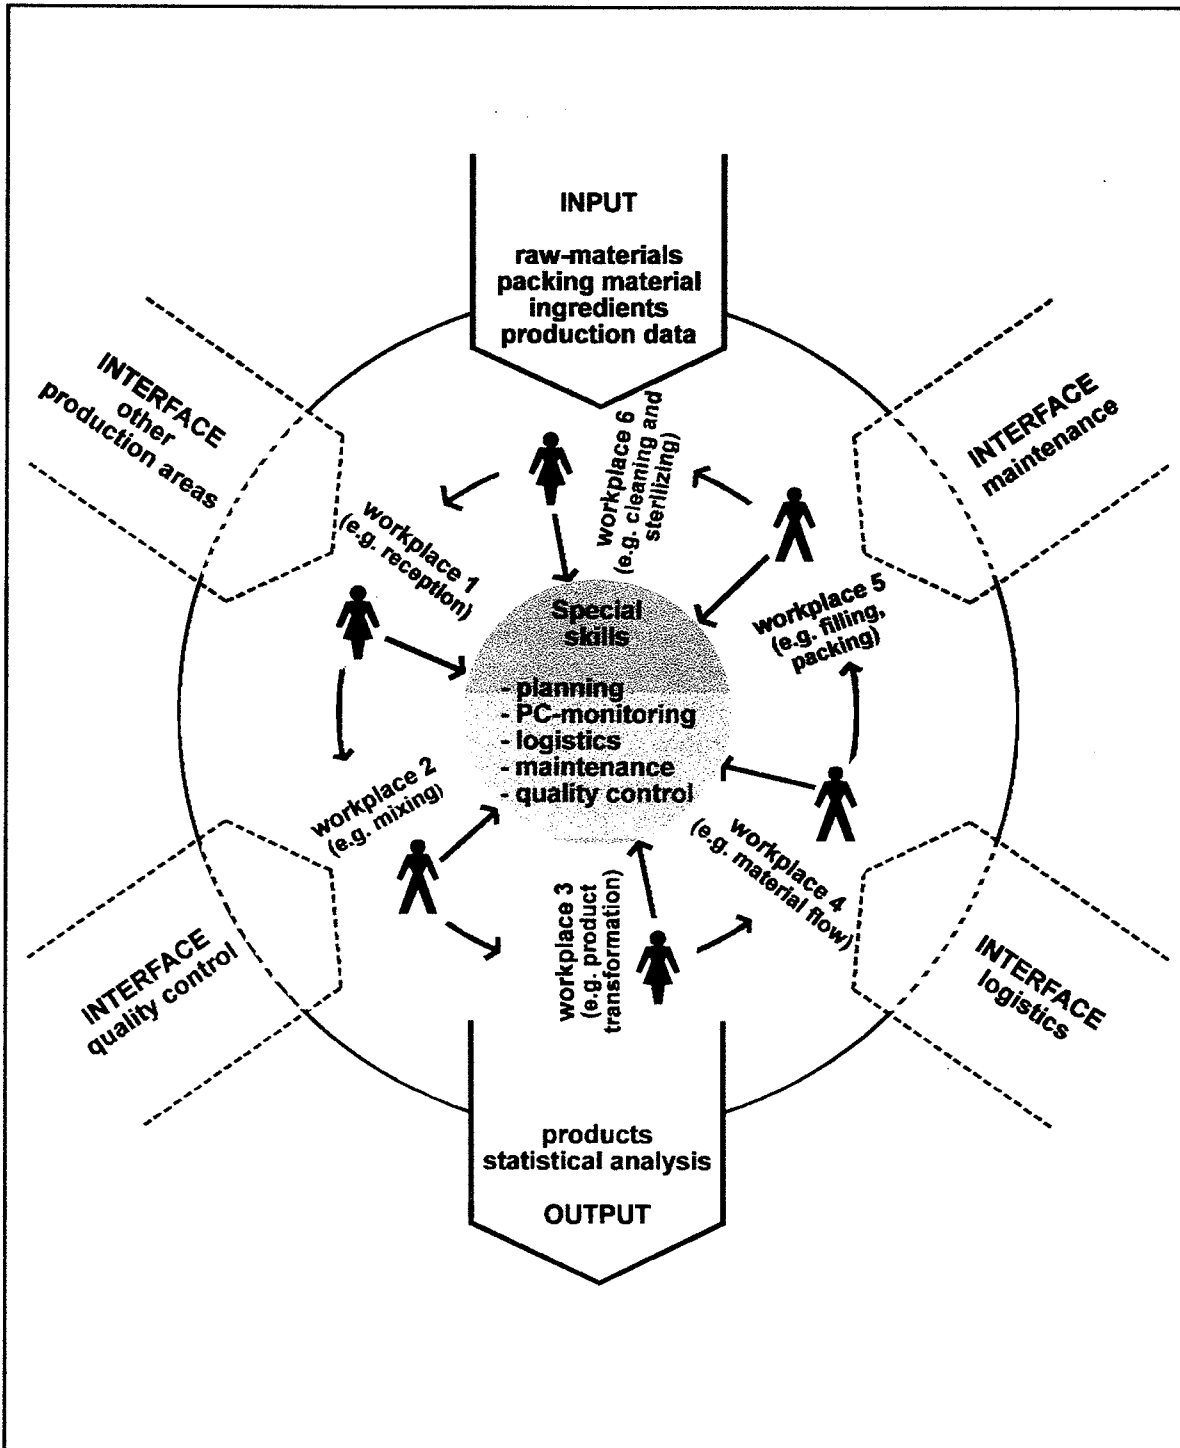 INPUT
raw-materials
packing material
ingredients
production data
INTERFACE
other
production areas
INTERFACE
maintenance
workplace 6
(e.g. cleaning and
sterilizing)
workplace 1
(e.g. reception)
workplace 5
(e.g. filling,
packing)
Special
skills
- planning
- PC-monitoring
- logistics
- maintenance
- quality control
workplace 2
(e.g. mixing)
workplace 4
(e.g. material flow)
workplace 3
(e.g. product
transformation)
INTERFACE
quality control
INTERFACE
logistics
products
statistical analysis
OUTPUT